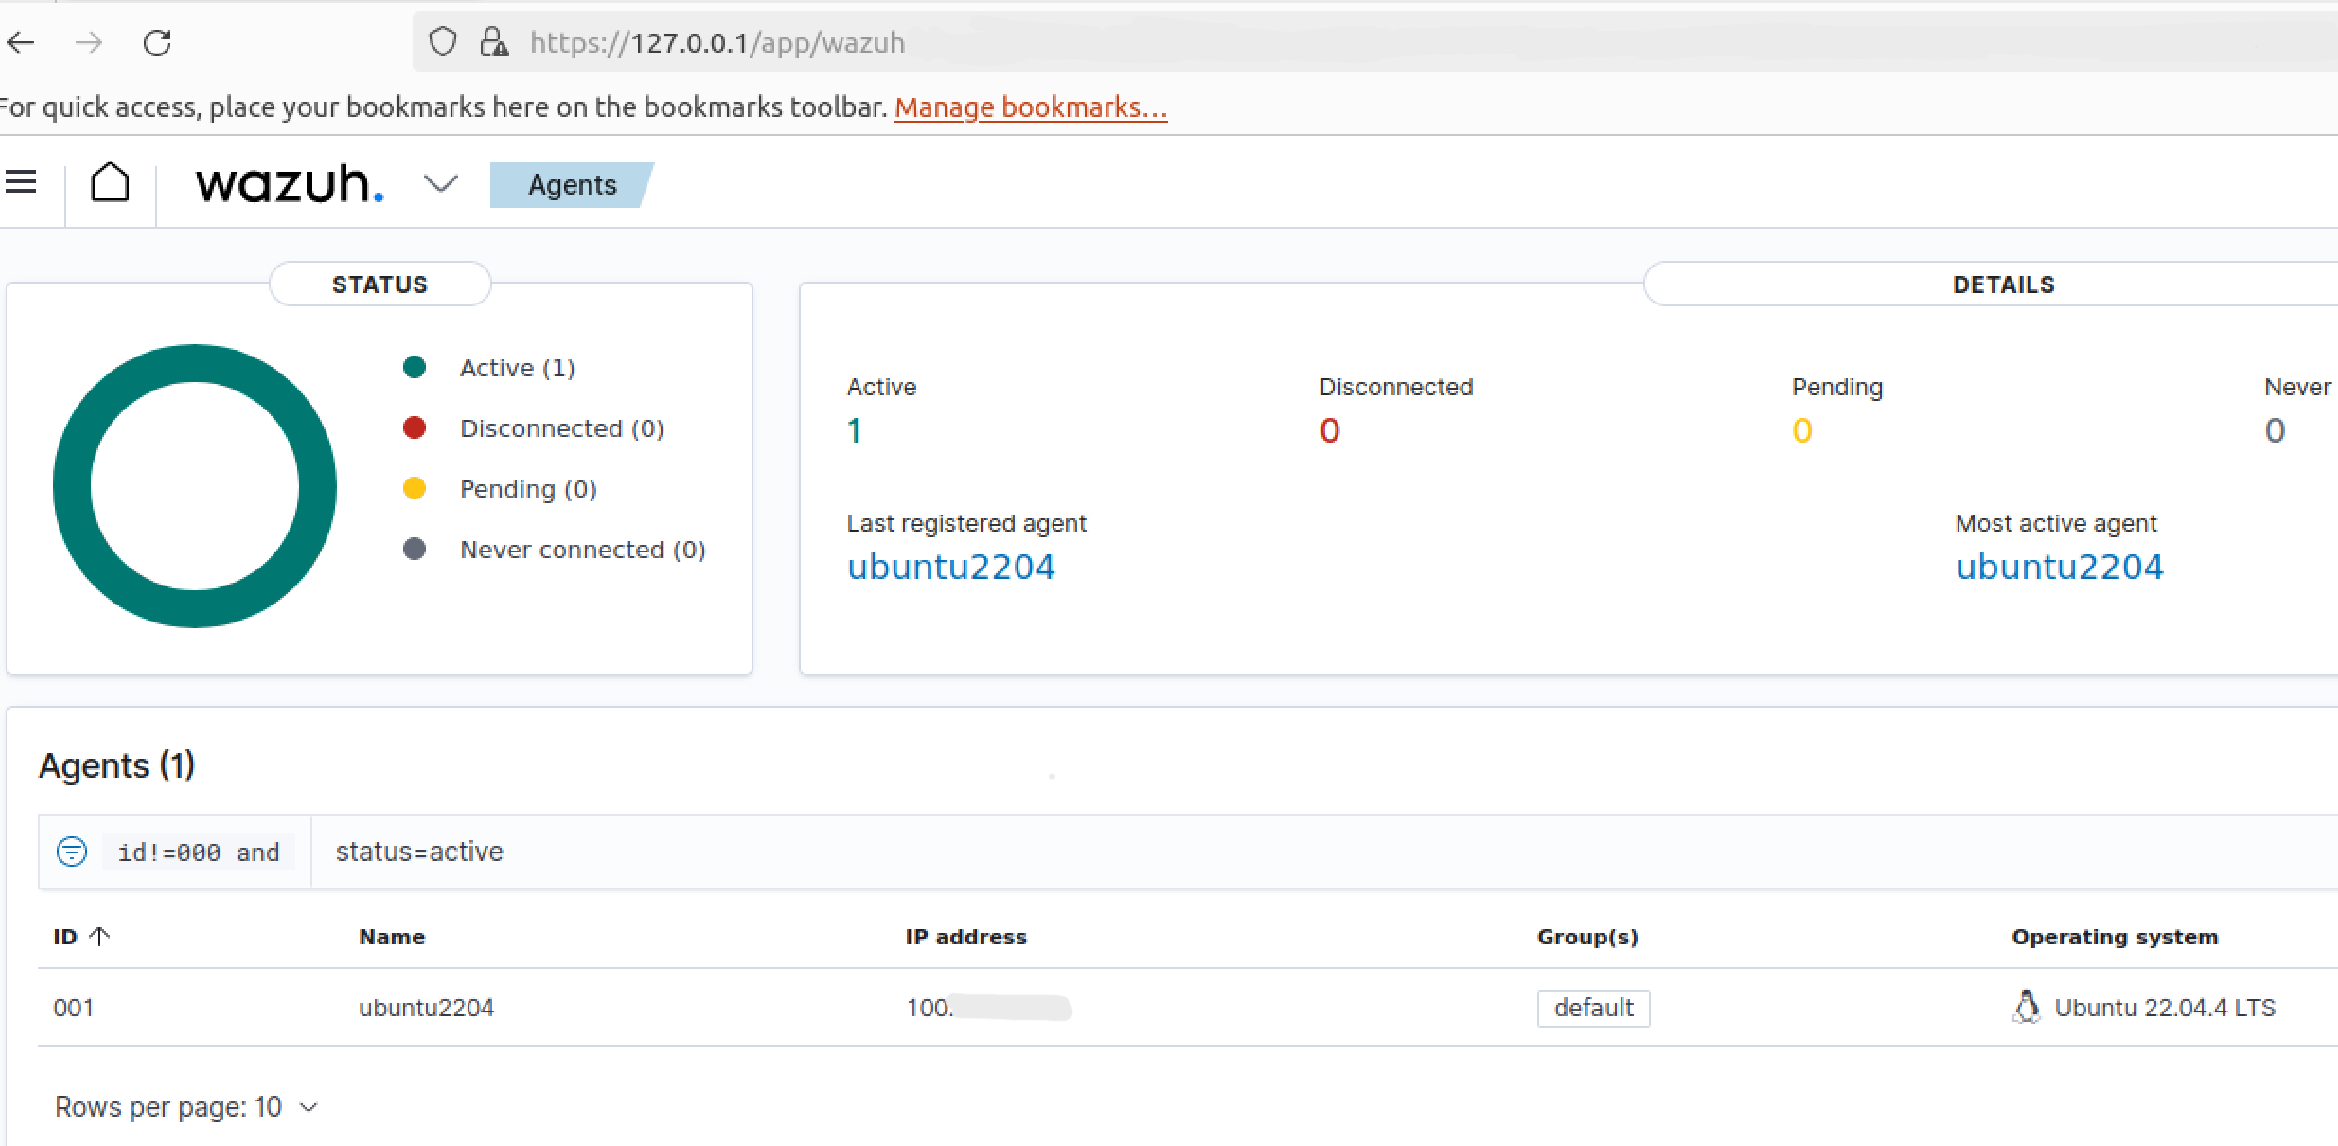 https://127.0.0.1/app/wazuh
For quick access, place your bookmarks here on the bookmarks toolbar. Manage bookmarks...
wazuh. Agents
STATUS
Active (1)
Disconnected (0)
Pending (0)
Never connected (0)
DETAILS
Active Disconnected Pending Never
1 0 0 0
Last registered agent Most active agent
ubuntu2204 ubuntu2204
Agents (1)
id!=000 and status=active
ID Name IP address Group(s) Operating system
001 ubuntu2204 100. default Ubuntu 22.04.4 LTS
Rows per page: 10